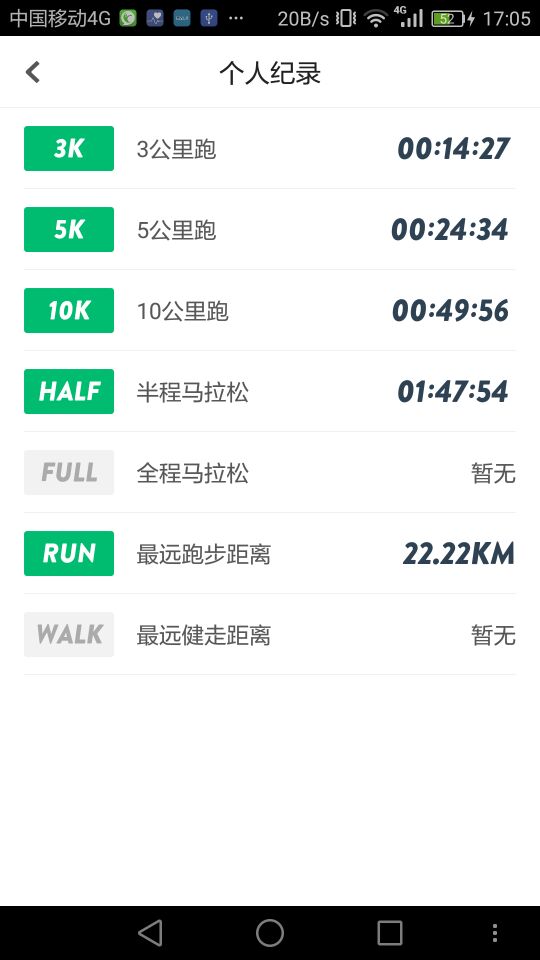 中国移动4G 20B/s 4G 52 17:05
个人纪录
3K 3公里跑 00:14:27
5K 5公里跑 00:24:34
10K 10公里跑 00:49:56
HALF 半程马拉松 01:47:54
FULL 全程马拉松 暂无
RUN 最远跑步距离 22.22KM
WALK 最远健走距离 暂无